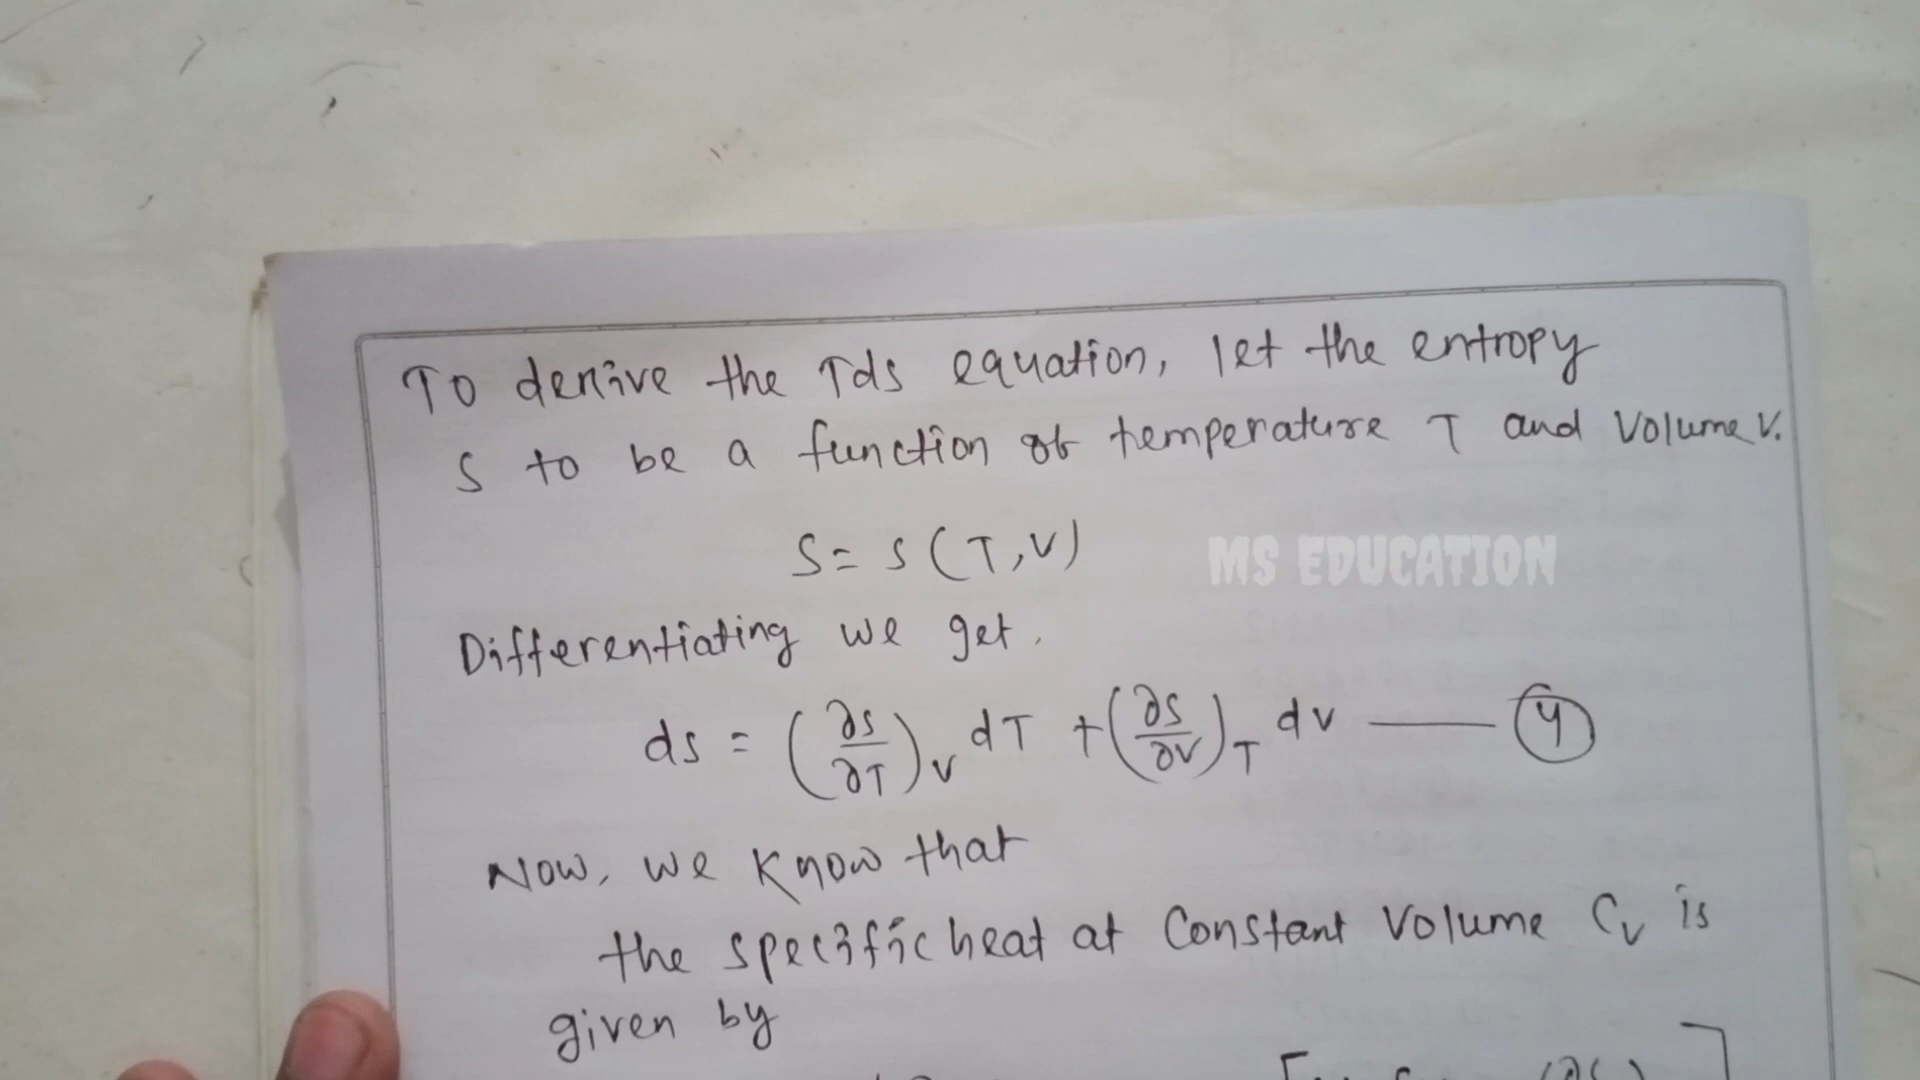 To derive the Tds equation, let the entropy
S to be a function of temperature T and Volume V.
S = S (T,V)
MS EDUCATION
Differentiating we get.
ds = (∂S/∂T)V dT + (∂S/∂V)T dV —— 4
Now, we know that
the specific heat at Constant Volume CV is
given by